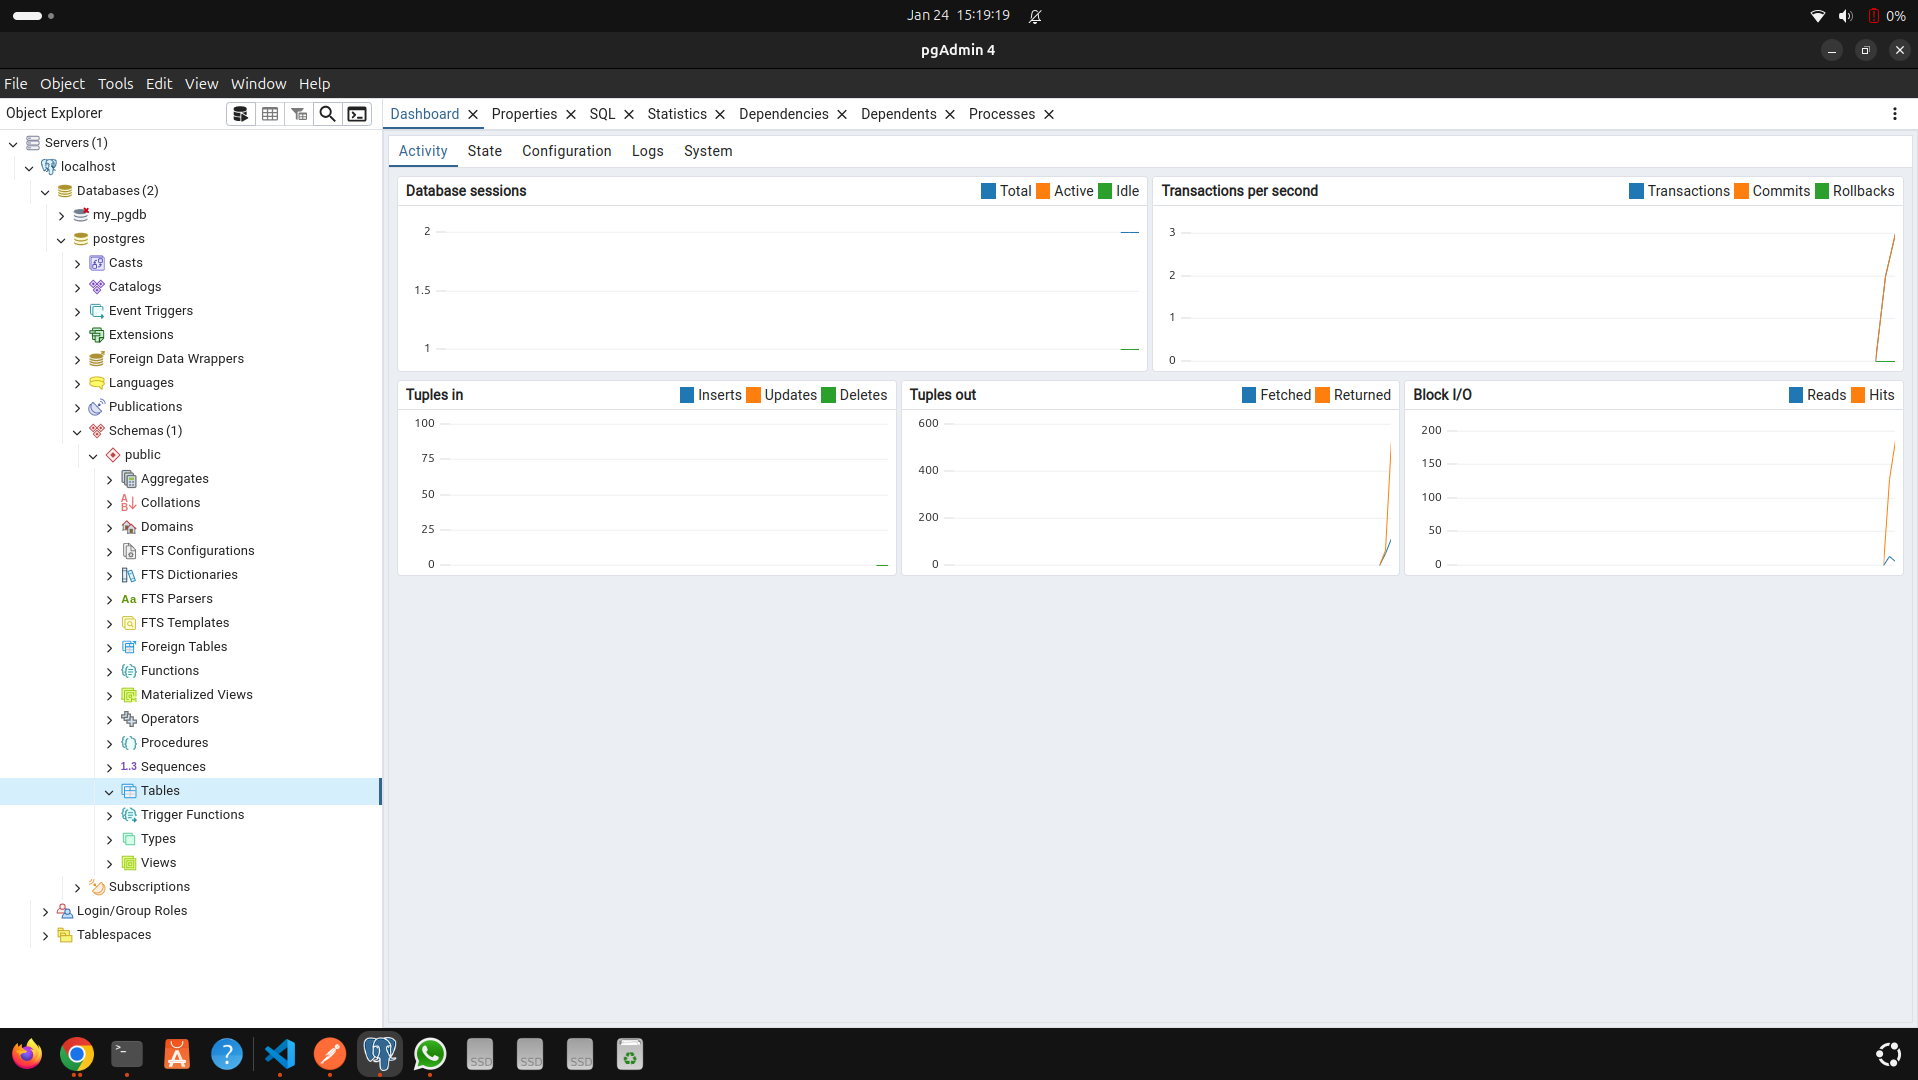 Jan 24 15:19:19
0%
pgAdmin 4
File Object Tools Edit View Window Help
Object Explorer
Dashboard Properties SQL Statistics Dependencies Dependents Processes
Servers (1)
localhost
Databases (2)
my_pgdb
postgres
Casts
Catalogs
Event Triggers
Extensions
Foreign Data Wrappers
Languages
Publications
Schemas (1)
public
Aggregates
Collations
Domains
FTS Configurations
FTS Dictionaries
Aa FTS Parsers
FTS Templates
Foreign Tables
Functions
Materialized Views
Operators
Procedures
1..3 Sequences
Tables
Trigger Functions
Types
Views
Subscriptions
Login/Group Roles
Tablespaces
Activity State Configuration Logs System
Database sessions Total Active Idle
2
1.5
1
Transactions per second Transactions Commits Rollbacks
3
2
1
0
Tuples in Inserts Updates Deletes
100
75
50
25
0
Tuples out Fetched Returned
600
400
200
0
Block I/O Reads Hits
200
150
100
50
0
SSD SSD SSD